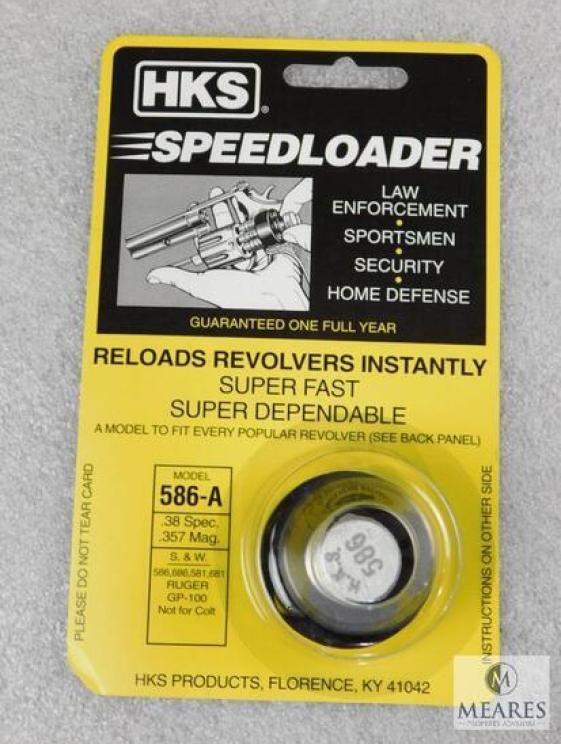 HKS®
SPEEDLOADER
LAW
ENFORCEMENT
•
SPORTSMEN
•
SECURITY
•
HOME DEFENSE
GUARANTEED ONE FULL YEAR
RELOADS REVOLVERS INSTANTLY
SUPER FAST
SUPER DEPENDABLE
A MODEL TO FIT EVERY POPULAR REVOLVER (SEE BACK PANEL)
PLEASE DO NOT TEAR CARD
MODEL
586-A
.38 Spec.
.357 Mag.
S. & W.
586,686,581,681
RUGER
GP-100
Not for Colt
H.K.S
586
INSTRUCTIONS ON OTHER SIDE
HKS PRODUCTS, FLORENCE, KY 41042
M
MEARES
PROPERTY ADVISORS